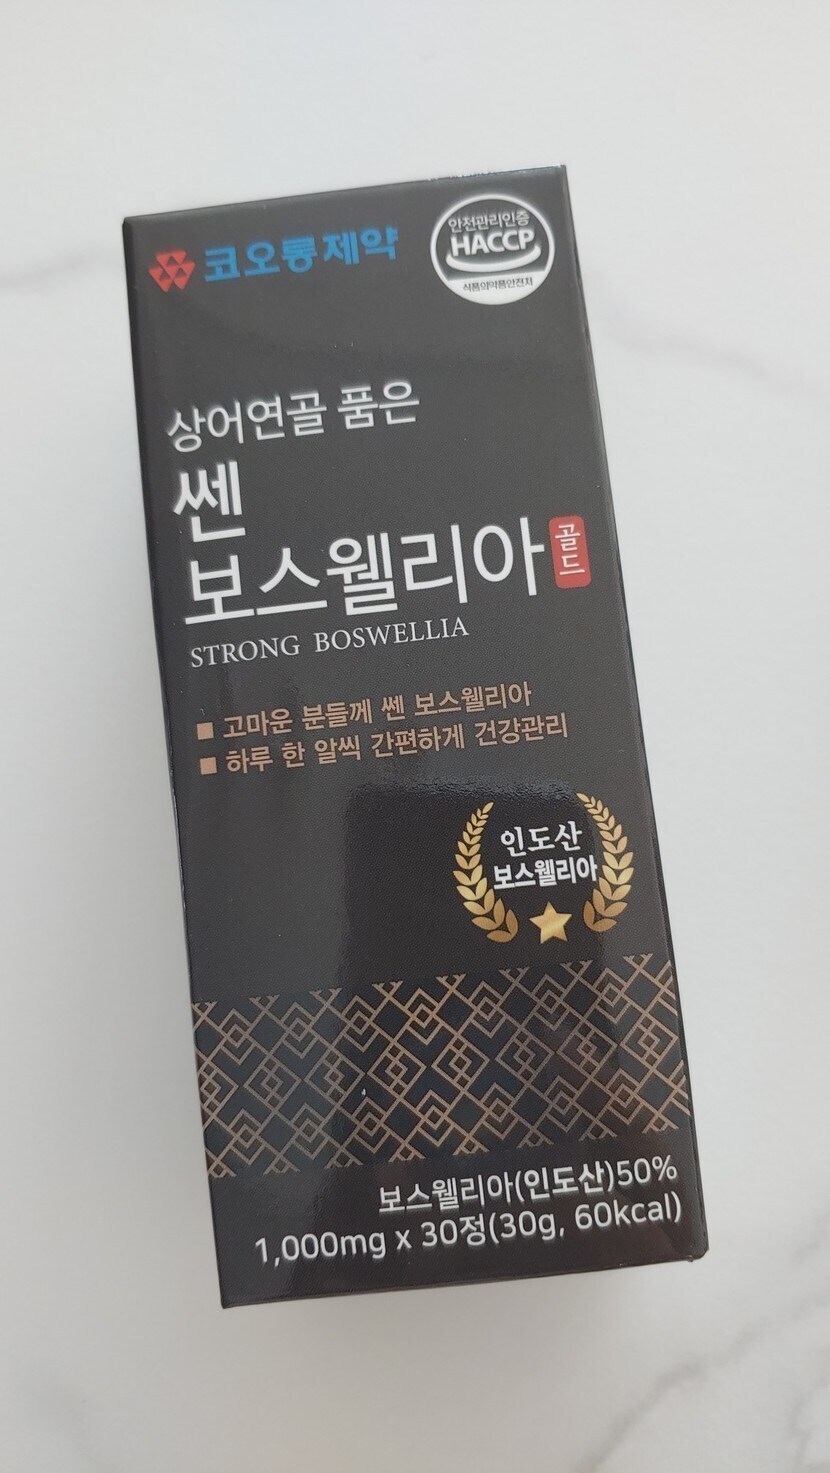 코오롱제약
안전관리인증
HACCP
식품의약품안전처
상어연골 품은
쎈
보스웰리아
골드
STRONG BOSWELLIA
■ 고마운 분들께 쎈 보스웰리아
■ 하루 한 알씩 간편하게 건강관리
인도산
보스웰리아
보스웰리아(인도산)50%
1,000mg x 30정(30g, 60kcal)